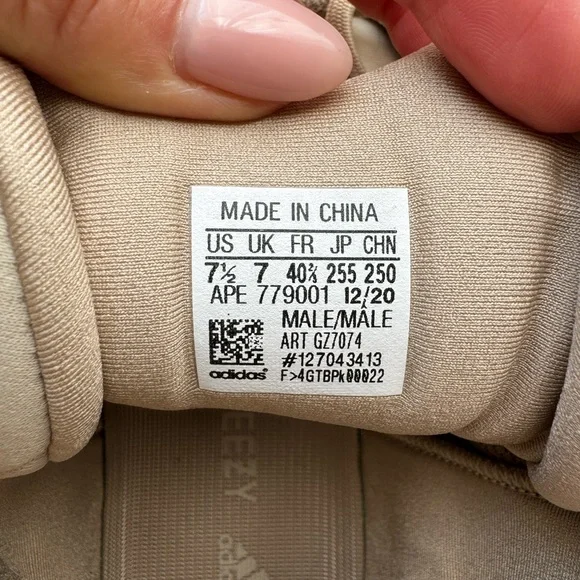 MADE IN CHINA
US UK FR JP CHN
7½ 7 40⅔ 255 250
APE 779001 12/20
MALE/MÂLE
ART GZ7074
#127043413
adidas® F>4GTBPk00022